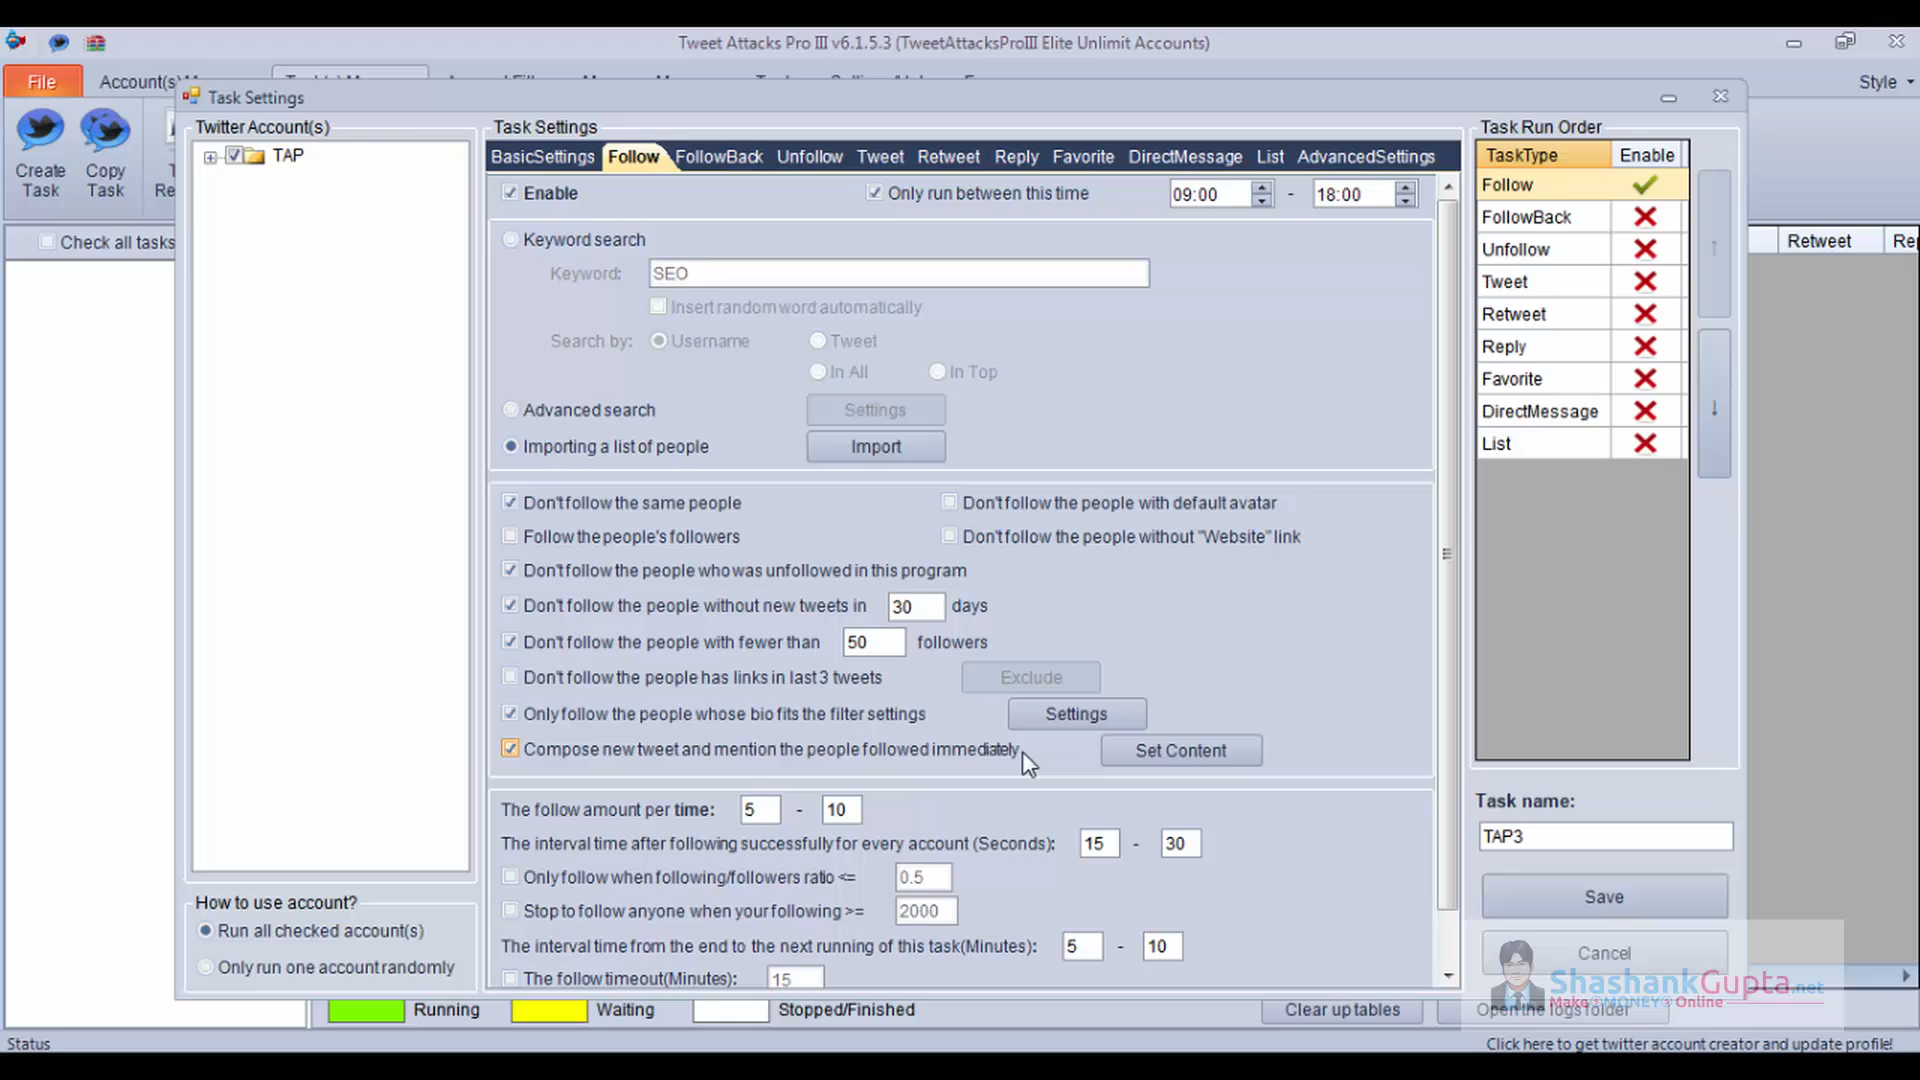 Tweet Attacks Pro III v6.1.5.3 (TweetAttacksProIII Elite Unlimit Accounts)
File
Style
Create Task
Copy Task
Check all tasks
Retweet
Task Settings
Twitter Account(s)
TAP
How to use account?
Run all checked account(s)
Only run one account randomly
Task Settings
BasicSettings Follow FollowBack Unfollow Tweet Retweet Reply Favorite DirectMessage List AdvancedSettings
Enable Only run between this time 09:00 - 18:00
Keyword search
Keyword: SEO
Insert random word automatically
Search by: Username Tweet
In All In Top
Advanced search Settings
Importing a list of people Import
Don't follow the same people Don't follow the people with default avatar
Follow the people's followers Don't follow the people without "Website" link
Don't follow the people who was unfollowed in this program
Don't follow the people without new tweets in 30 days
Don't follow the people with fewer than 50 followers
Don't follow the people has links in last 3 tweets Exclude
Only follow the people whose bio fits the filter settings Settings
Compose new tweet and mention the people followed immediately Set Content
The follow amount per time: 5 - 10
The interval time after following successfully for every account (Seconds): 15 - 30
Only follow when following/followers ratio <= 0.5
Stop to follow anyone when your following >= 2000
The interval time from the end to the next running of this task(Minutes): 5 - 10
The follow timeout(Minutes): 15
Task Run Order
TaskType Enable
Follow
FollowBack
Unfollow
Tweet
Retweet
Reply
Favorite
DirectMessage
List
Task name:
TAP3
Save
Cancel
ShashankGupta.net
Make MONEY Online
Running Waiting Stopped/Finished Clear up tables Open the logs folder
Status Click here to get twitter account creator and update profile!